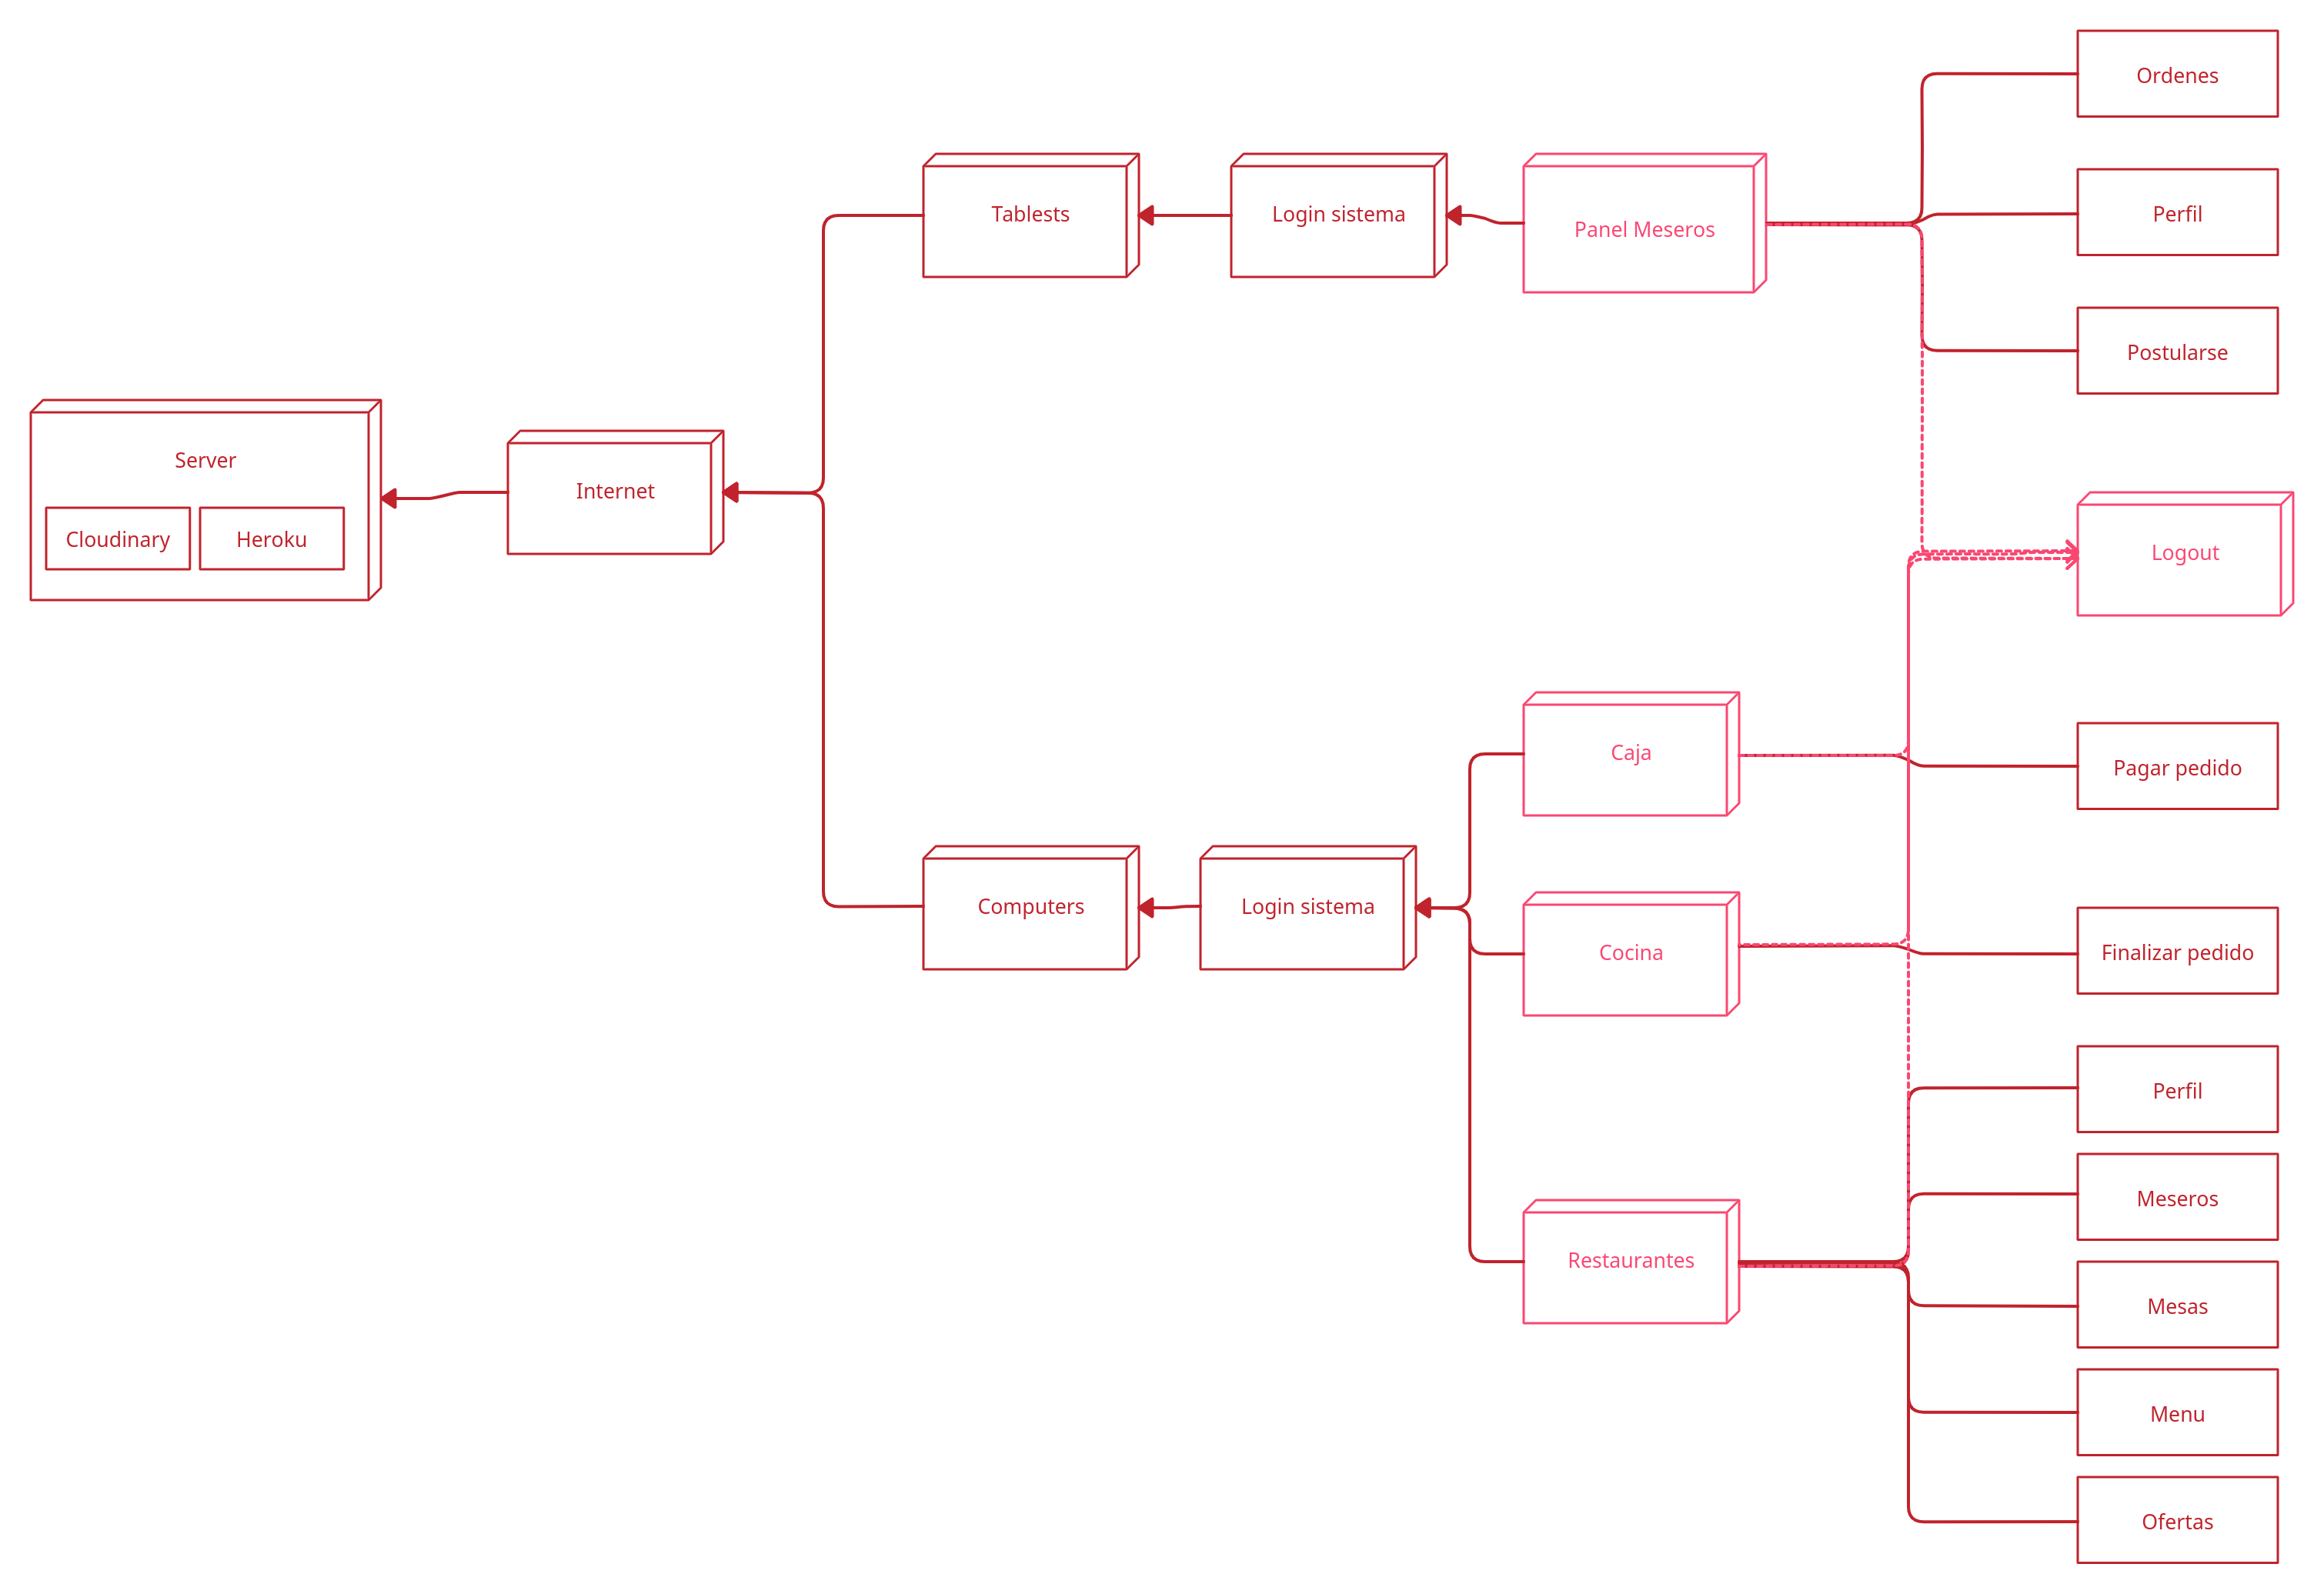 Ordenes
Tablests
Login sistema
Panel Meseros
Perfil
Postularse
Server
Cloudinary
Heroku
Internet
Logout
Caja
Pagar pedido
Computers
Login sistema
Cocina
Finalizar pedido
Perfil
Meseros
Restaurantes
Mesas
Menu
Ofertas